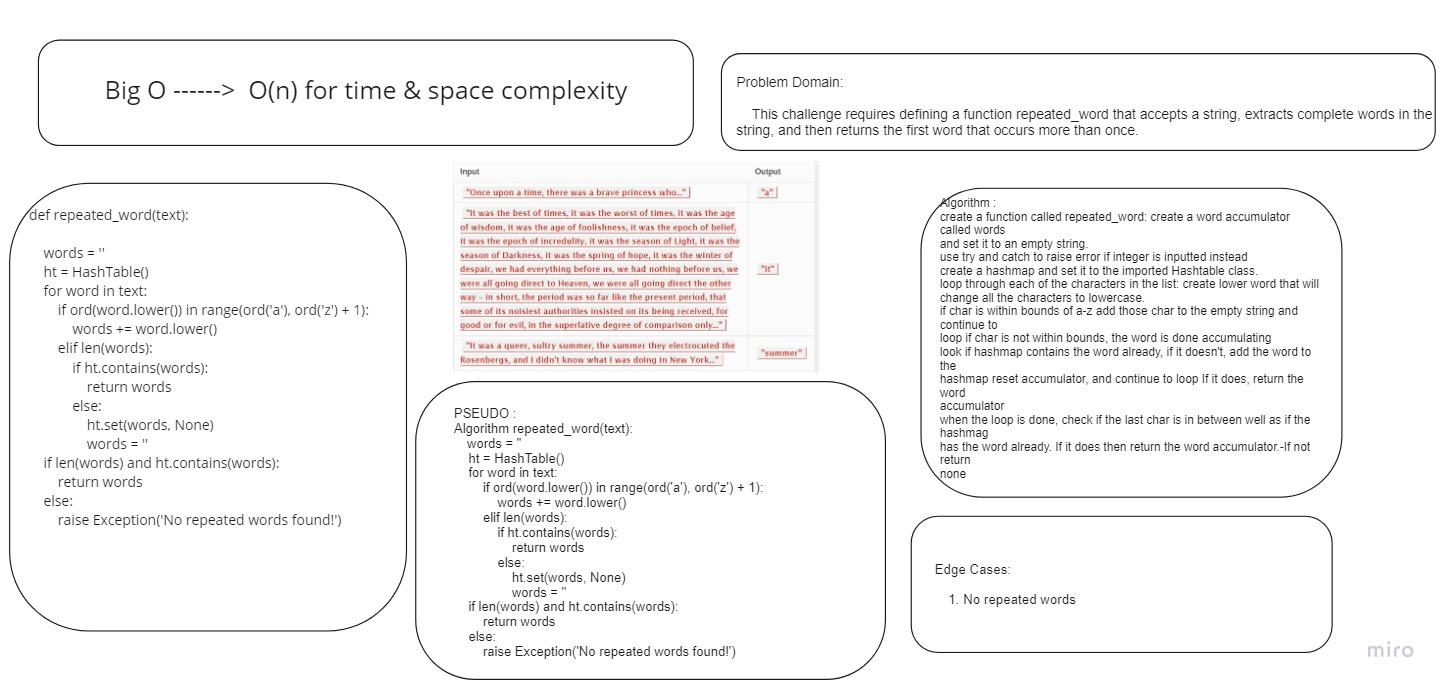 Big O ------> O(n) for time & space complexity
Problem Domain:
This challenge requires defining a function repeated_word that accepts a string, extracts complete words in the
string, and then returns the first word that occurs more than once.
def repeated_word(text):
words = ''
ht = HashTable()
for word in text:
if ord(word.lower()) in range(ord('a'), ord('z') + 1):
words += word.lower()
elif len(words):
if ht.contains(words):
return words
else:
ht.set(words, None)
words = ''
if len(words) and ht.contains(words):
return words
else:
raise Exception('No repeated words found!')
Input Output
"Once upon a time, there was a brave princess who..." "a"
"It was the best of times, it was the worst of times, it was the age
of wisdom, it was the age of foolishness, it was the epoch of belief,
it was the epoch of incredulity, it was the season of Light, it was the
season of Darkness, it was the spring of hope, it was the winter of
despair, we had everything before us, we had nothing before us, we "it"
were all going direct to Heaven, we were all going direct the other
way – in short, the period was so far like the present period, that
some of its noisiest authorities insisted on its being received, for
good or for evil, in the superlative degree of comparison only..."
"It was a queer, sultry summer, the summer they electrocuted the
Rosenbergs, and I didn't know what I was doing in New York..." "summer"
PSEUDO :
Algorithm repeated_word(text):
words = ''
ht = HashTable()
for word in text:
if ord(word.lower()) in range(ord('a'), ord('z') + 1):
words += word.lower()
elif len(words):
if ht.contains(words):
return words
else:
ht.set(words, None)
words = ''
if len(words) and ht.contains(words):
return words
else:
raise Exception('No repeated words found!')
Algorithm :
create a function called repeated_word: create a word accumulator
called words
and set it to an empty string.
use try and catch to raise error if integer is inputted instead
create a hashmap and set it to the imported Hashtable class.
loop through each of the characters in the list: create lower word that will
change all the characters to lowercase.
if char is within bounds of a-z add those char to the empty string and
continue to
loop if char is not within bounds, the word is done accumulating
look if hashmap contains the word already, if it doesn't, add the word to
the
hashmap reset accumulator, and continue to loop If it does, return the
word
accumulator
when the loop is done, check if the last char is in between well as if the
hashmag
has the word already. If it does then return the word accumulator.-If not
return
none
Edge Cases:
1. No repeated words
miro